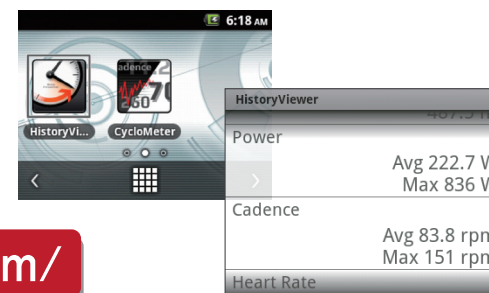 6:18 AM
HistoryVi...
CycloMeter
HistoryViewer
Power
Avg 222.7 W
Max 836 W
Cadence
Avg 83.8 rpm
Max 151 rpm
Heart Rate
m/